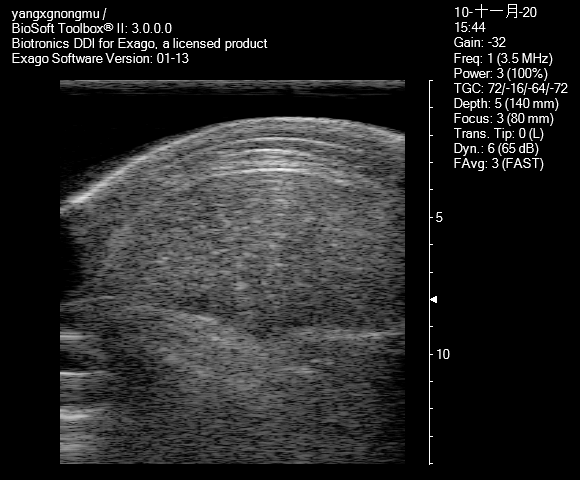 yangxgnongmu /
BioSoft Toolbox® II: 3.0.0.0
Biotronics DDI for Exago, a licensed product
Exago Software Version: 01-13
10-十一月-20
15:44
Gain: -32
Freq: 1 (3.5 MHz)
Power: 3 (100%)
TGC: 72/-16/-64/-72
Depth: 5 (140 mm)
Focus: 3 (80 mm)
Trans. Tip: 0 (L)
Dyn.: 6 (65 dB)
FAvg: 3 (FAST)
5
10